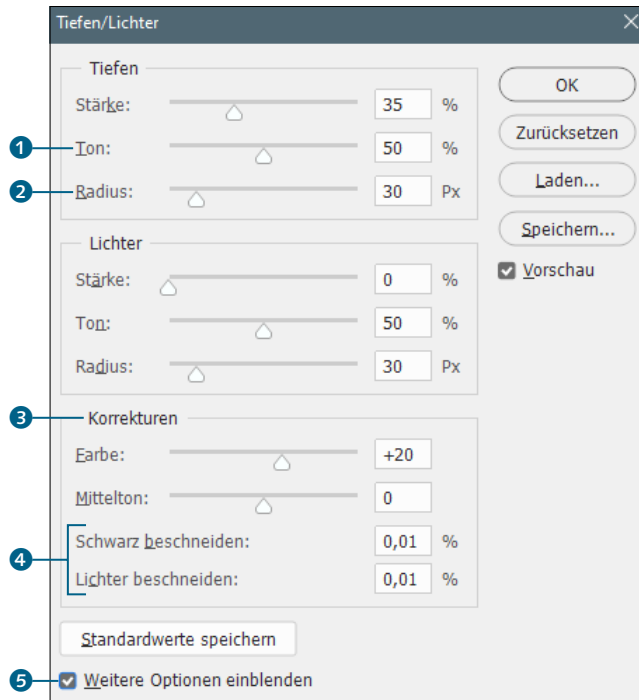 Tiefen/Lichter
Tiefen
Stärke: 35 %
1 Ton: 50 %
2 Radius: 30 Px
Lichter
Stärke: 0 %
Ton: 50 %
Radius: 30 Px
3 Korrekturen
Farbe: +20
Mittelton: 0
4 Schwarz beschneiden: 0,01 %
Lichter beschneiden: 0,01 %
Standardwerte speichern
5 Weitere Optionen einblenden
OK
Zurücksetzen
Laden...
Speichern...
Vorschau